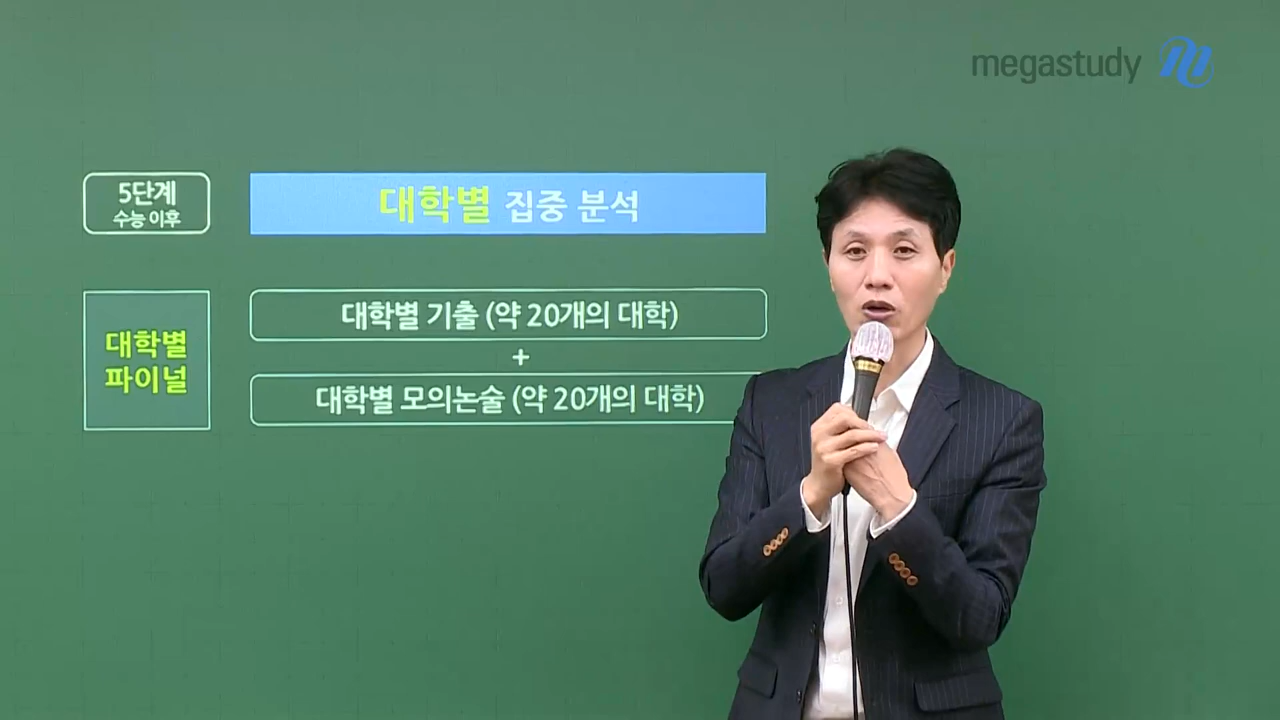 megastudy
5단계
수능 이후
대학별 집중 분석
대학별
파이널
대학별 기출 (약 20개의 대학)
+
대학별 모의논술 (약 20개의 대학)